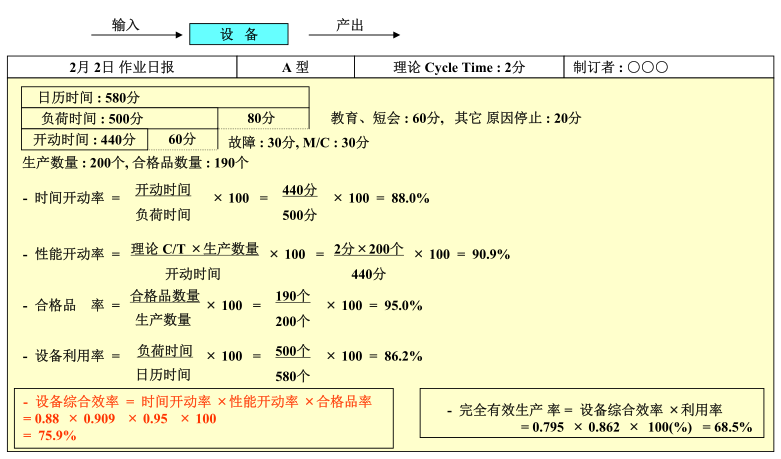 输入
设 备
产出
2月 2日 作业日报 A 型 理论 Cycle Time : 2分 制订者 : 〇〇〇
日历时间 : 580分
负荷时间 : 500分 80分 教育、短会 : 60分, 其它 原因停止 : 20分
开动时间 : 440分 60分 故障 : 30分, M/C : 30分
生产数量 : 200个, 合格品数量 : 190个
- 时间开动率 = 开动时间 × 100 = 440分 × 100 = 88.0%
负荷时间 500分
- 性能开动率 = 理论 C/T × 生产数量 × 100 = 2分 × 200个 × 100 = 90.9%
开动时间 440分
- 合格品 率 = 合格品数量 × 100 = 190个 × 100 = 95.0%
生产数量 200个
- 设备利用率 = 负荷时间 × 100 = 500个 × 100 = 86.2%
日历时间 580个
- 设备综合效率 = 时间开动率 × 性能开动率 × 合格品率
= 0.88 × 0.909 × 0.95 × 100
= 75.9%
- 完全有效生产 率 = 设备综合效率 × 利用率
= 0.795 × 0.862 × 100(%) = 68.5%